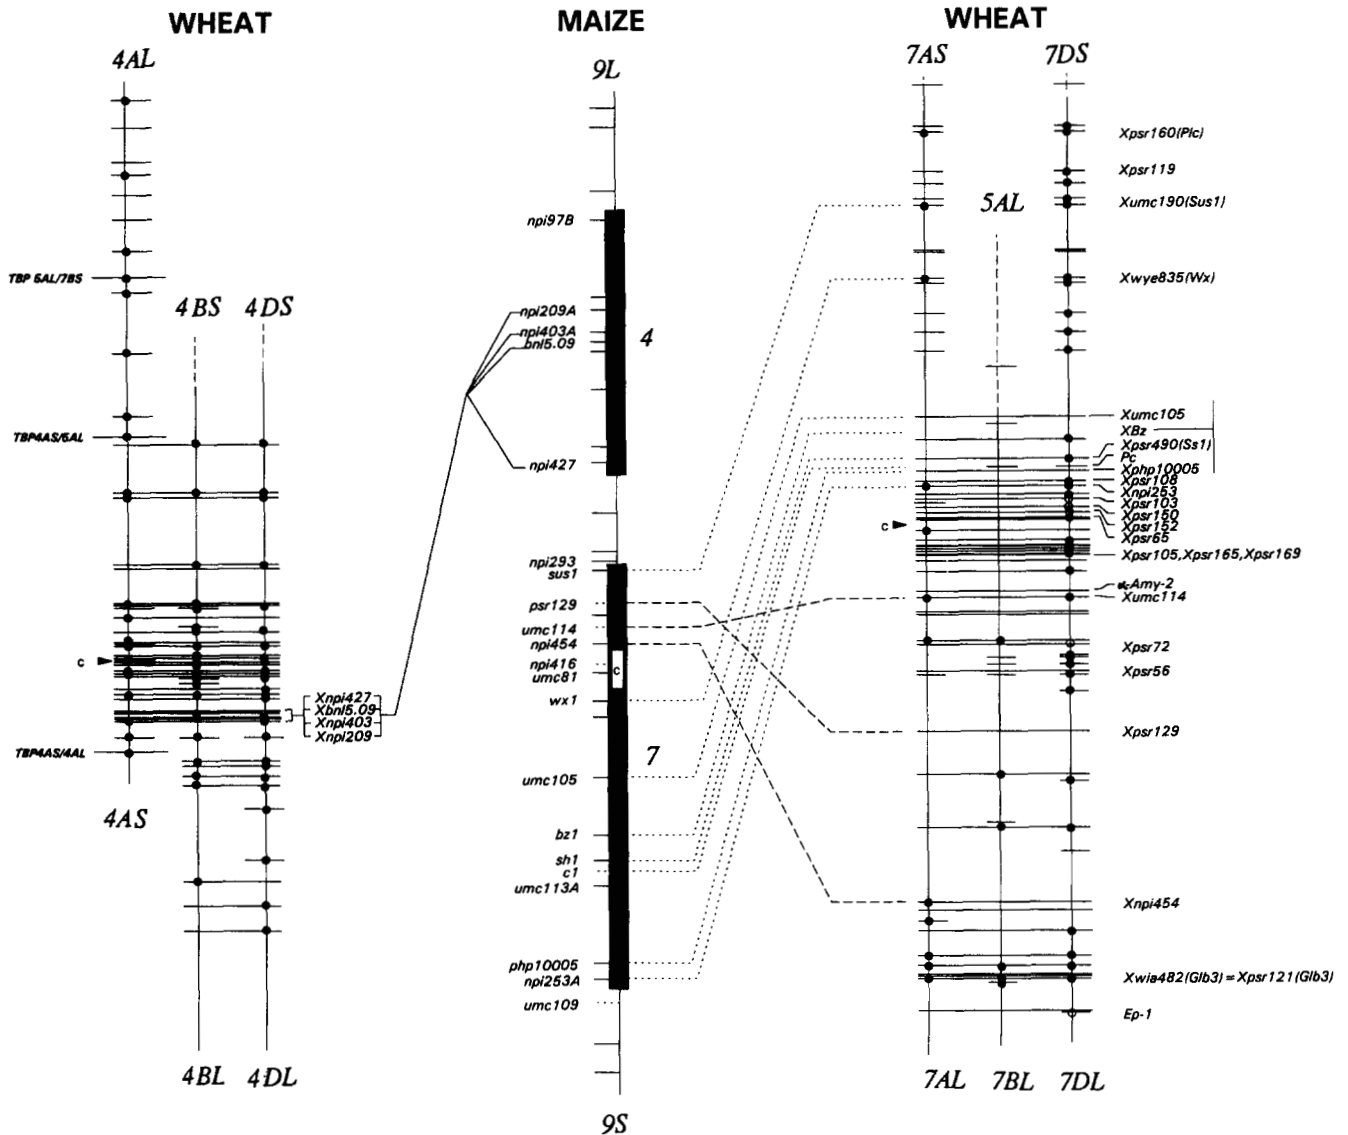 WHEAT
MAIZE
WHEAT
4AL
9L
7AS
7DS
5AL
4BS
4DS
TBP 5AL/7BS
TBP4AS/5AL
c
TBP4AS/4AL
4AS
4BL
4DL
Xnpi427
Xbnl5.09
Xnpi403
Xnpi209
npi97B
npi209A
npi403A
bnl5.09
npi427
4
npi293
sus1
psr129
umc114
npi454
npi416
umc81
c
wx1
7
umc105
bz1
sh1
c1
umc113A
php10005
npi253A
umc109
9S
c
Xpsr160(Plc)
Xpsr119
Xumc190(Sus1)
Xwye835(Wx)
Xumc105
XBz
Xpsr490(Ss1)
Pc
Xphp10005
Xpsr108
Xnpi253
Xpsr103
Xpsr150
Xpsr152
Xpsr65
Xpsr105,Xpsr165,Xpsr169
α-Amy-2
Xumc114
Xpsr72
Xpsr56
Xpsr129
Xnpi454
Xwia482(Glb3)=Xpsr121(Glb3)
Ep-1
7AL
7BL
7DL